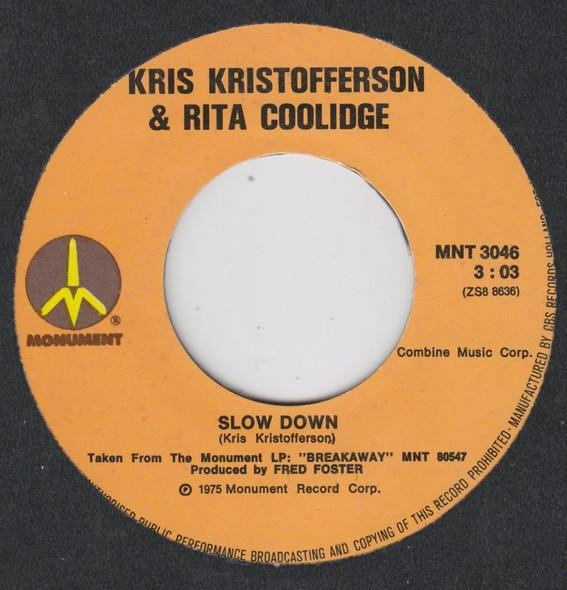 KRIS KRISTOFFERSON
& RITA COOLIDGE
MONUMENT
®
MNT 3046
3 : 03
(ZS8 8636)
Combine Music Corp.
SLOW DOWN
(Kris Kristofferson)
Taken From The Monument LP: "BREAKAWAY" MNT 80547
Produced by FRED FOSTER
℗ 1975 Monument Record Corp.
PUBLIC PERFORMANCE BROADCASTING AND COPYING OF THIS RECORD PROHIBITED · MANUFACTURED BY CBS RECORDS HOLLAND